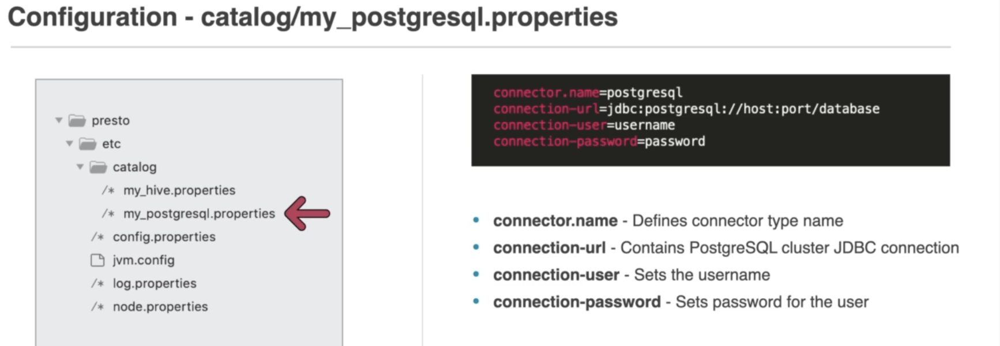 Configuration - catalog/my_postgresql.properties
presto
etc
catalog
/* my_hive.properties
/* my_postgresql.properties
/* config.properties
jvm.config
/* log.properties
/* node.properties
connector.name=postgresql
connection-url=jdbc:postgresql://host:port/database
connection-user=username
connection-password=password
• connector.name - Defines connector type name
• connection-url - Contains PostgreSQL cluster JDBC connection
• connection-user - Sets the username
• connection-password - Sets password for the user